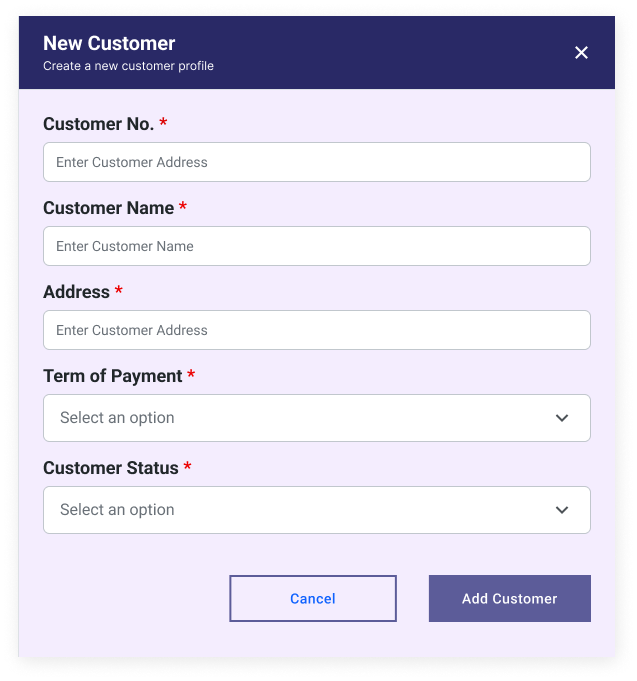 New Customer
Create a new customer profile
Customer No. *
Enter Customer Address
Customer Name *
Enter Customer Name
Address *
Enter Customer Address
Term of Payment *
Select an option
Customer Status *
Select an option
Cancel
Add Customer